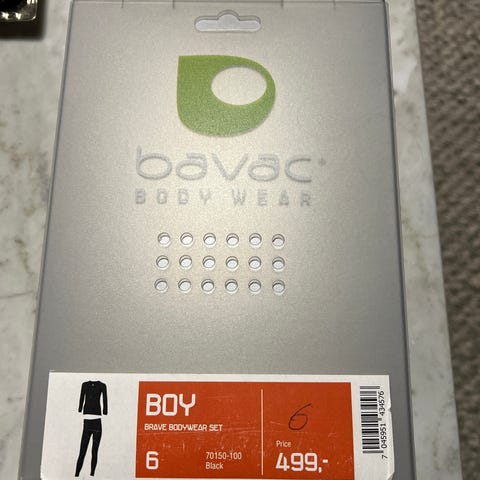 bavac
BODY WEAR
BOY
BRAVE BODYWEAR SET
6
70150-100
Black
6
Price
499,-
7 045951 434576